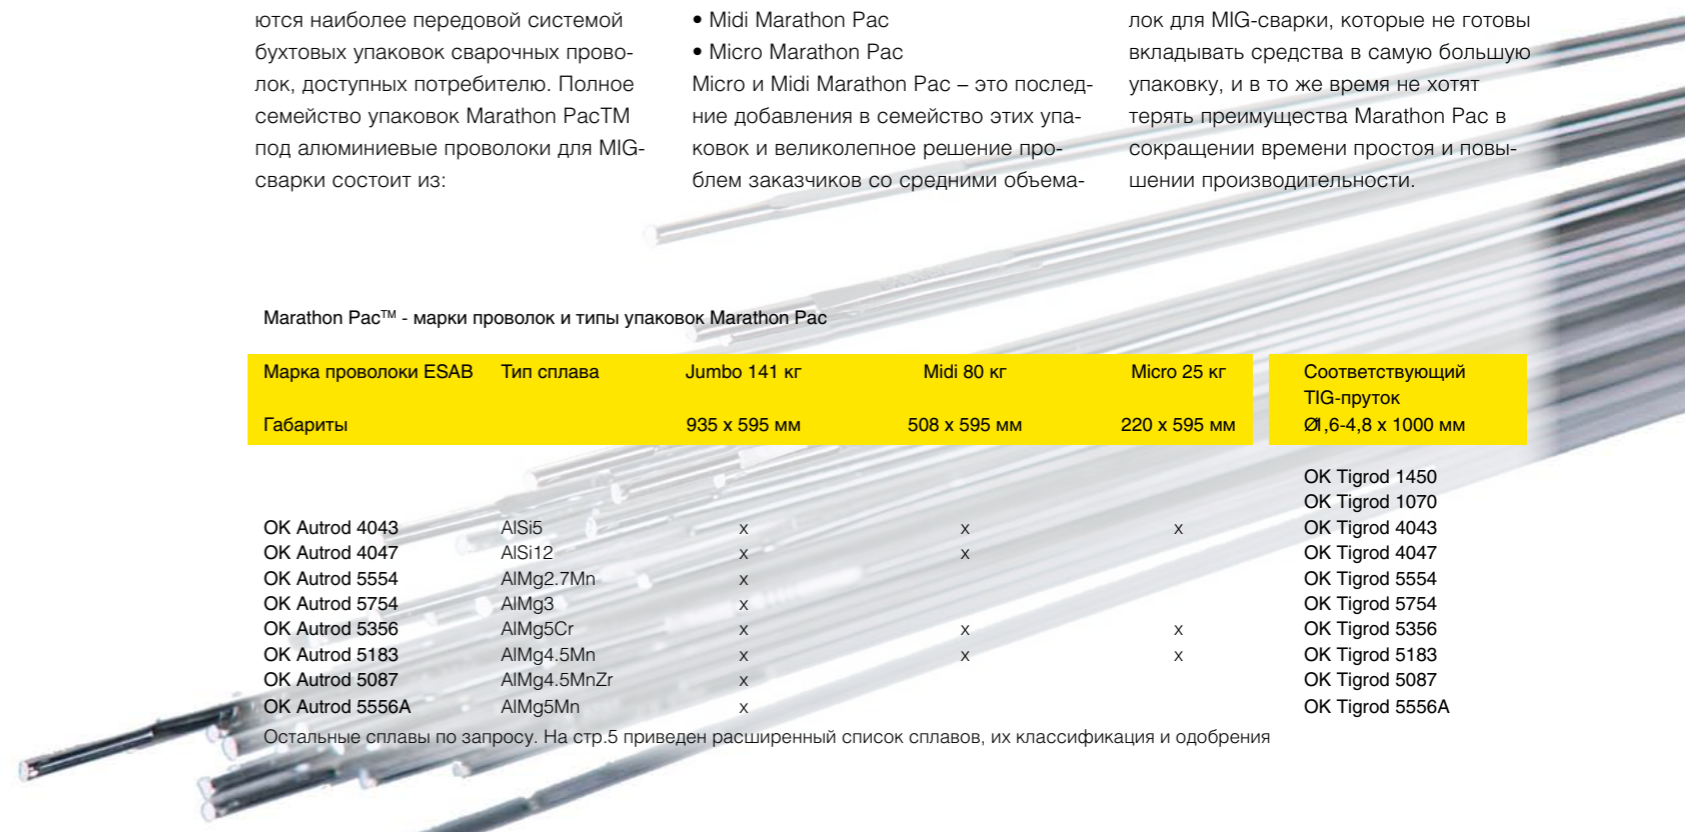 ются наиболее передовой системой
бухтовых упаковок сварочных прово-
лок, доступных потребителю. Полное
семейство упаковок Marathon PacTM
под алюминиевые проволоки для MIG-
сварки состоит из:
• Midi Marathon Pac
• Micro Marathon Pac
Micro и Midi Marathon Pac – это послед-
ние добавления в семейство этих упа-
ковок и великолепное решение про-
блем заказчиков со средними объема-
лок для MIG-сварки, которые не готовы
вкладывать средства в самую большую
упаковку, и в то же время не хотят
терять преимущества Marathon Pac в
сокращении времени простоя и повы-
шении производительности.
Marathon Pac™ - марки проволок и типы упаковок Marathon Pac
Марка проволоки ESAB Тип сплава Jumbo 141 кг Midi 80 кг Micro 25 кг Соответствующий
TIG-пруток
Габариты 935 x 595 мм 508 x 595 мм 220 x 595 мм Ø1,6-4,8 x 1000 мм
OK Tigrod 1450
OK Tigrod 1070
OK Autrod 4043 AlSi5 x x x OK Tigrod 4043
OK Autrod 4047 AlSi12 x x OK Tigrod 4047
OK Autrod 5554 AlMg2.7Mn x OK Tigrod 5554
OK Autrod 5754 AlMg3 x OK Tigrod 5754
OK Autrod 5356 AlMg5Cr x x x OK Tigrod 5356
OK Autrod 5183 AlMg4.5Mn x x x OK Tigrod 5183
OK Autrod 5087 AlMg4.5MnZr x OK Tigrod 5087
OK Autrod 5556A AlMg5Mn x OK Tigrod 5556A
Остальные сплавы по запросу. На стр.5 приведен расширенный список сплавов, их классификация и одобрения